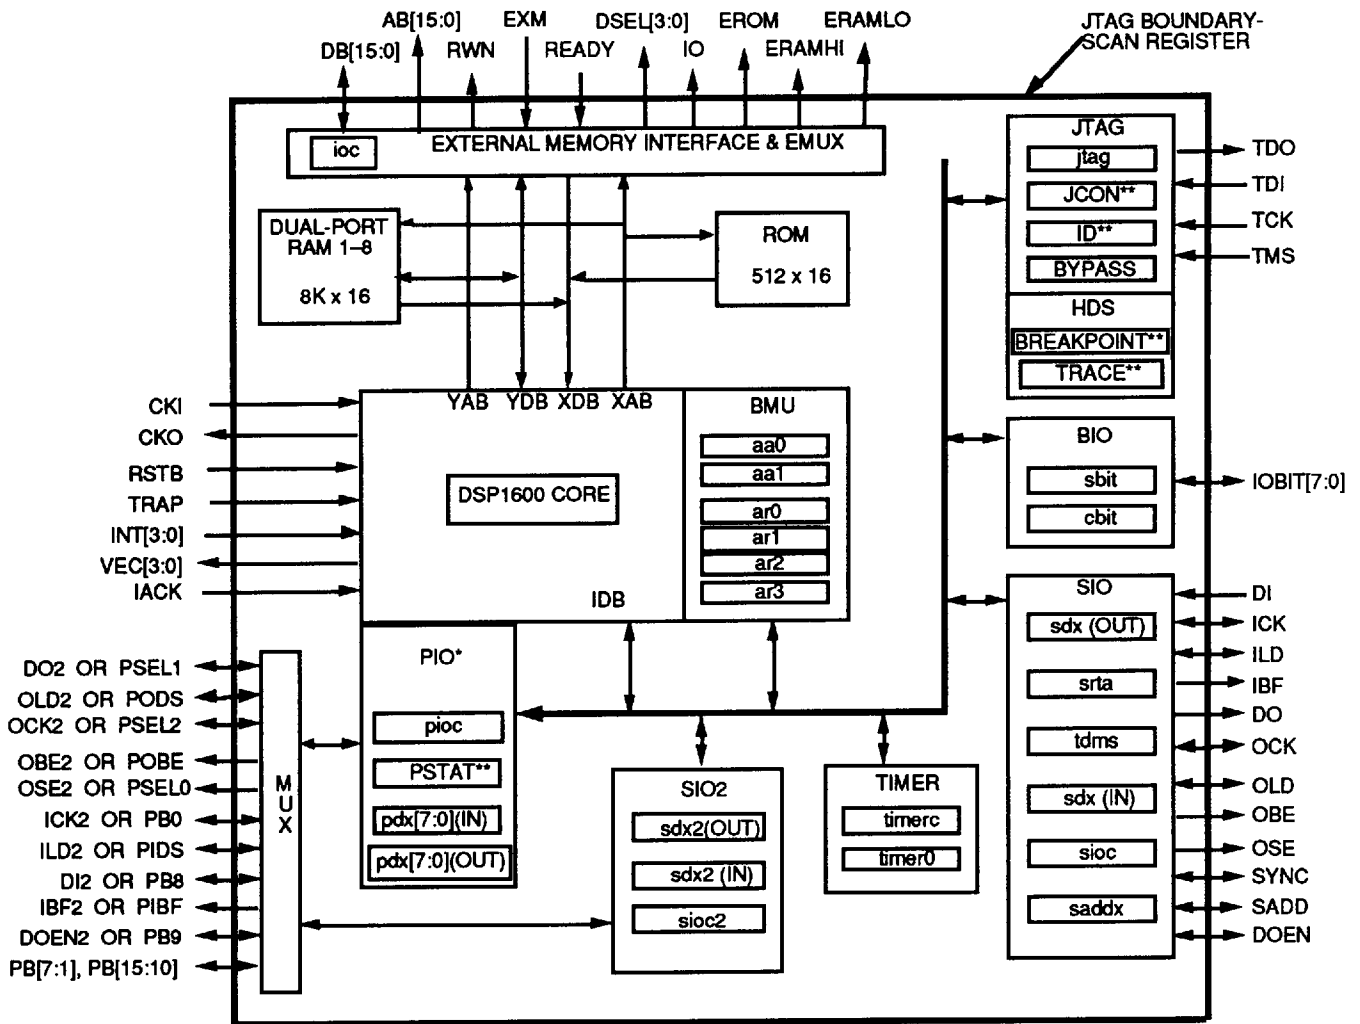 AB[15:0] EXM DSEL[3:0] EROM ERAMLO
DB[15:0] RWN READY IO ERAMHI
JTAG BOUNDARY-
SCAN REGISTER
ioc EXTERNAL MEMORY INTERFACE & EMUX
DUAL-PORT
RAM 1–8
8K x 16
ROM
512 x 16
JTAG
jtag
JCON**
ID**
BYPASS
HDS
BREAKPOINT**
TRACE**
TDO
TDI
TCK
TMS
CKI
CKO
RSTB
TRAP
INT[3:0]
VEC[3:0]
IACK
YAB YDB XDB XAB
DSP1600 CORE
IDB
BMU
aa0
aa1
ar0
ar1
ar2
ar3
BIO
sbit
cbit
IOBIT[7:0]
DO2 OR PSEL1
OLD2 OR PODS
OCK2 OR PSEL2
OBE2 OR POBE
OSE2 OR PSEL0
ICK2 OR PB0
ILD2 OR PIDS
DI2 OR PB8
IBF2 OR PIBF
DOEN2 OR PB9
PB[7:1], PB[15:10]
MUX
PIO*
pioc
PSTAT**
pdx[7:0](IN)
pdx[7:0](OUT)
SIO2
sdx2(OUT)
sdx2 (IN)
sioc2
TIMER
timerc
timer0
SIO
sdx (OUT)
srta
tdms
sdx (IN)
sioc
saddx
DI
ICK
ILD
IBF
DO
OCK
OLD
OBE
OSE
SYNC
SADD
DOEN